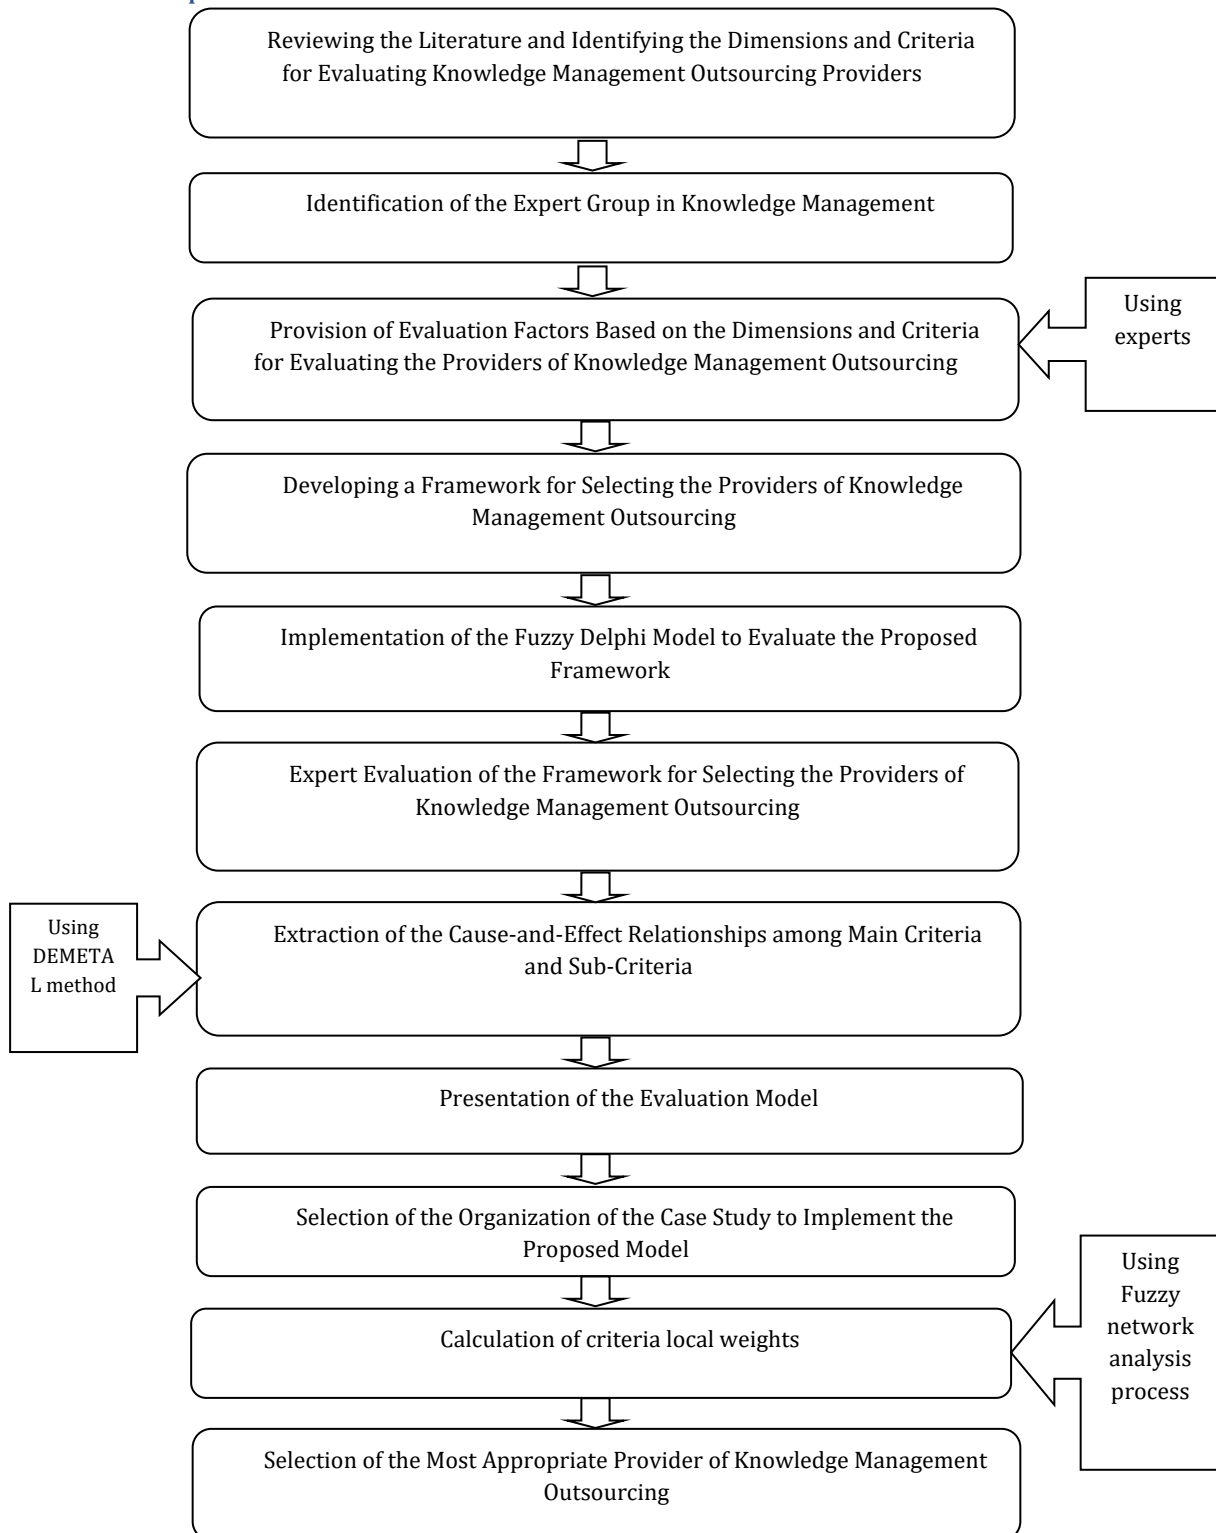 Reviewing the Literature and Identifying the Dimensions and Criteria
for Evaluating Knowledge Management Outsourcing Providers
Identification of the Expert Group in Knowledge Management
Provision of Evaluation Factors Based on the Dimensions and Criteria
for Evaluating the Providers of Knowledge Management Outsourcing
Using
experts
Developing a Framework for Selecting the Providers of Knowledge
Management Outsourcing
Implementation of the Fuzzy Delphi Model to Evaluate the Proposed
Framework
Expert Evaluation of the Framework for Selecting the Providers of
Knowledge Management Outsourcing
Using
DEMETA
L method
Extraction of the Cause-and-Effect Relationships among Main Criteria
and Sub-Criteria
Presentation of the Evaluation Model
Selection of the Organization of the Case Study to Implement the
Proposed Model
Calculation of criteria local weights
Using
Fuzzy
network
analysis
process
Selection of the Most Appropriate Provider of Knowledge Management
Outsourcing